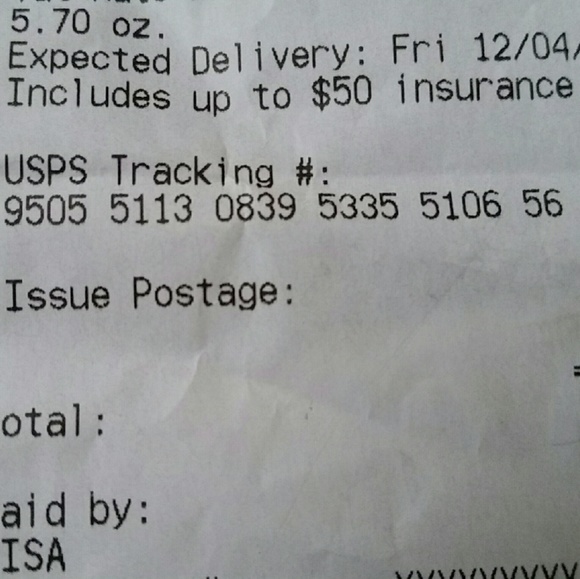 5.70 oz.
Expected Delivery: Fri 12/04/
Includes up to $50 insurance
USPS Tracking #:
9505 5113 0839 5335 5106 56
Issue Postage:
=
otal:
aid by:
ISA